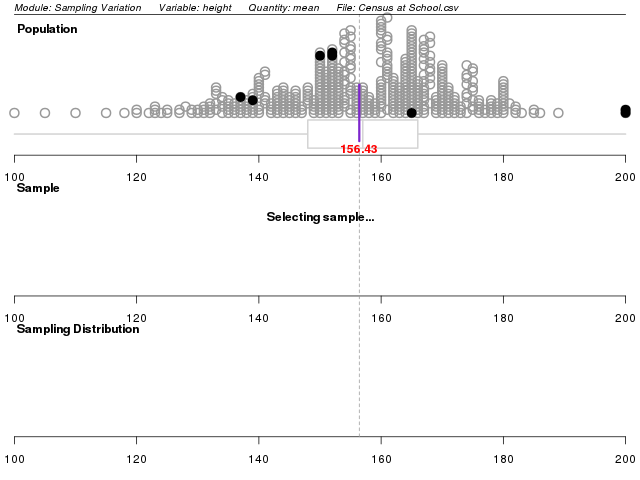 Module: Sampling Variation Variable: height Quantity: mean File: Census at School.csv
Population
156.43
100 120 140 160 180 200
Sample
Selecting sample...
100 120 140 160 180 200
Sampling Distribution
100 120 140 160 180 200